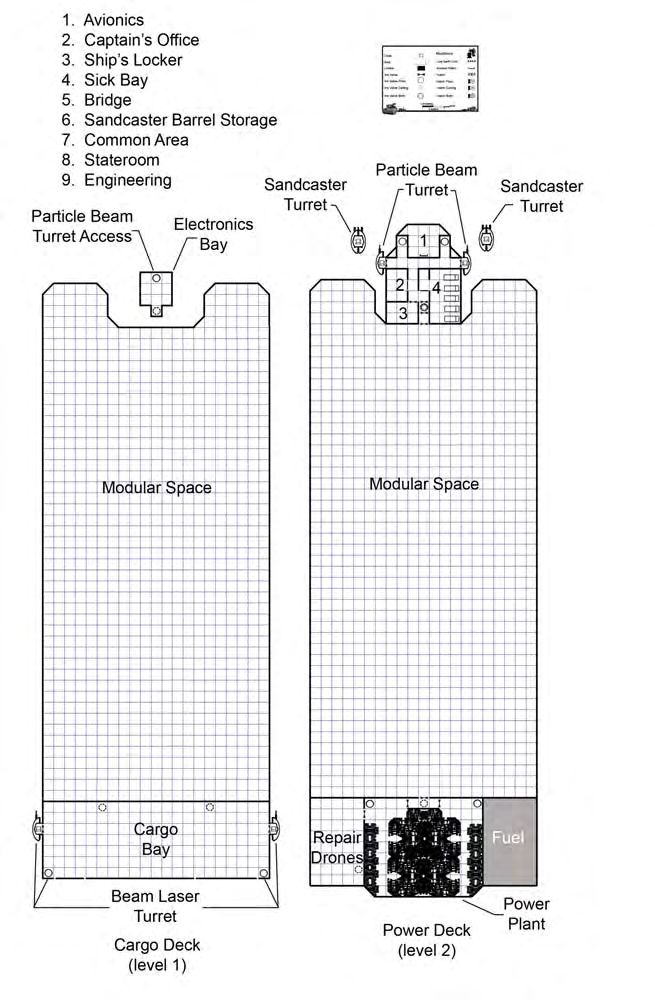 1. Avionics
2. Captain's Office
3. Ship's Locker
4. Sick Bay
5. Bridge
6. Sandcaster Barrel Storage
7. Common Area
8. Stateroom
9. Engineering
Particle Beam
Turret
Sandcaster
Turret
Sandcaster
Turret
Particle Beam
Turret Access
Electronics
Bay
1
2
4
3
Modular Space
Modular Space
Cargo
Bay
Repair
Drones
Fuel
Beam Laser
Turret
Power
Plant
Cargo Deck
(level 1)
Power Deck
(level 2)